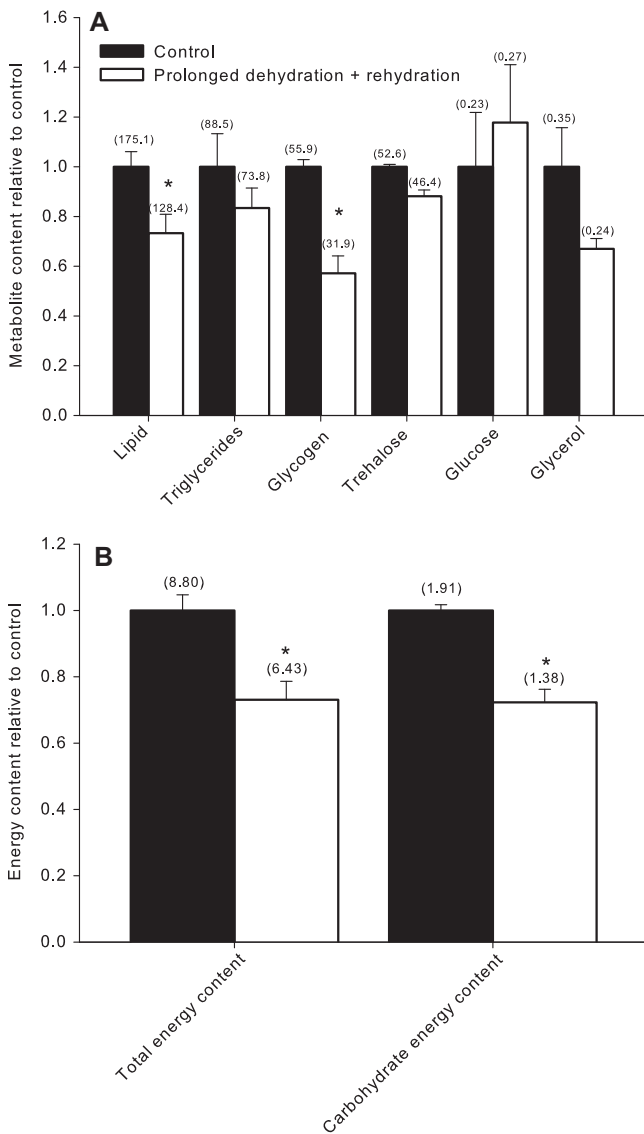 A
Control
Prolonged dehydration + rehydration
Metabolite content relative to control
1.6
1.4
1.2
1.0
0.8
0.6
0.4
0.2
0.0
(175.1)
*
(128.4)
(88.5)
(73.8)
(55.9)
*
(31.9)
(52.6)
(46.4)
(0.23)
(0.27)
(0.35)
(0.24)
Lipid
Triglycerides
Glycogen
Trehalose
Glucose
Glycerol
B
Energy content relative to control
1.2
1.0
0.8
0.6
0.4
0.2
0.0
(8.80)
*
(6.43)
(1.91)
*
(1.38)
Total energy content
Carbohydrate energy content